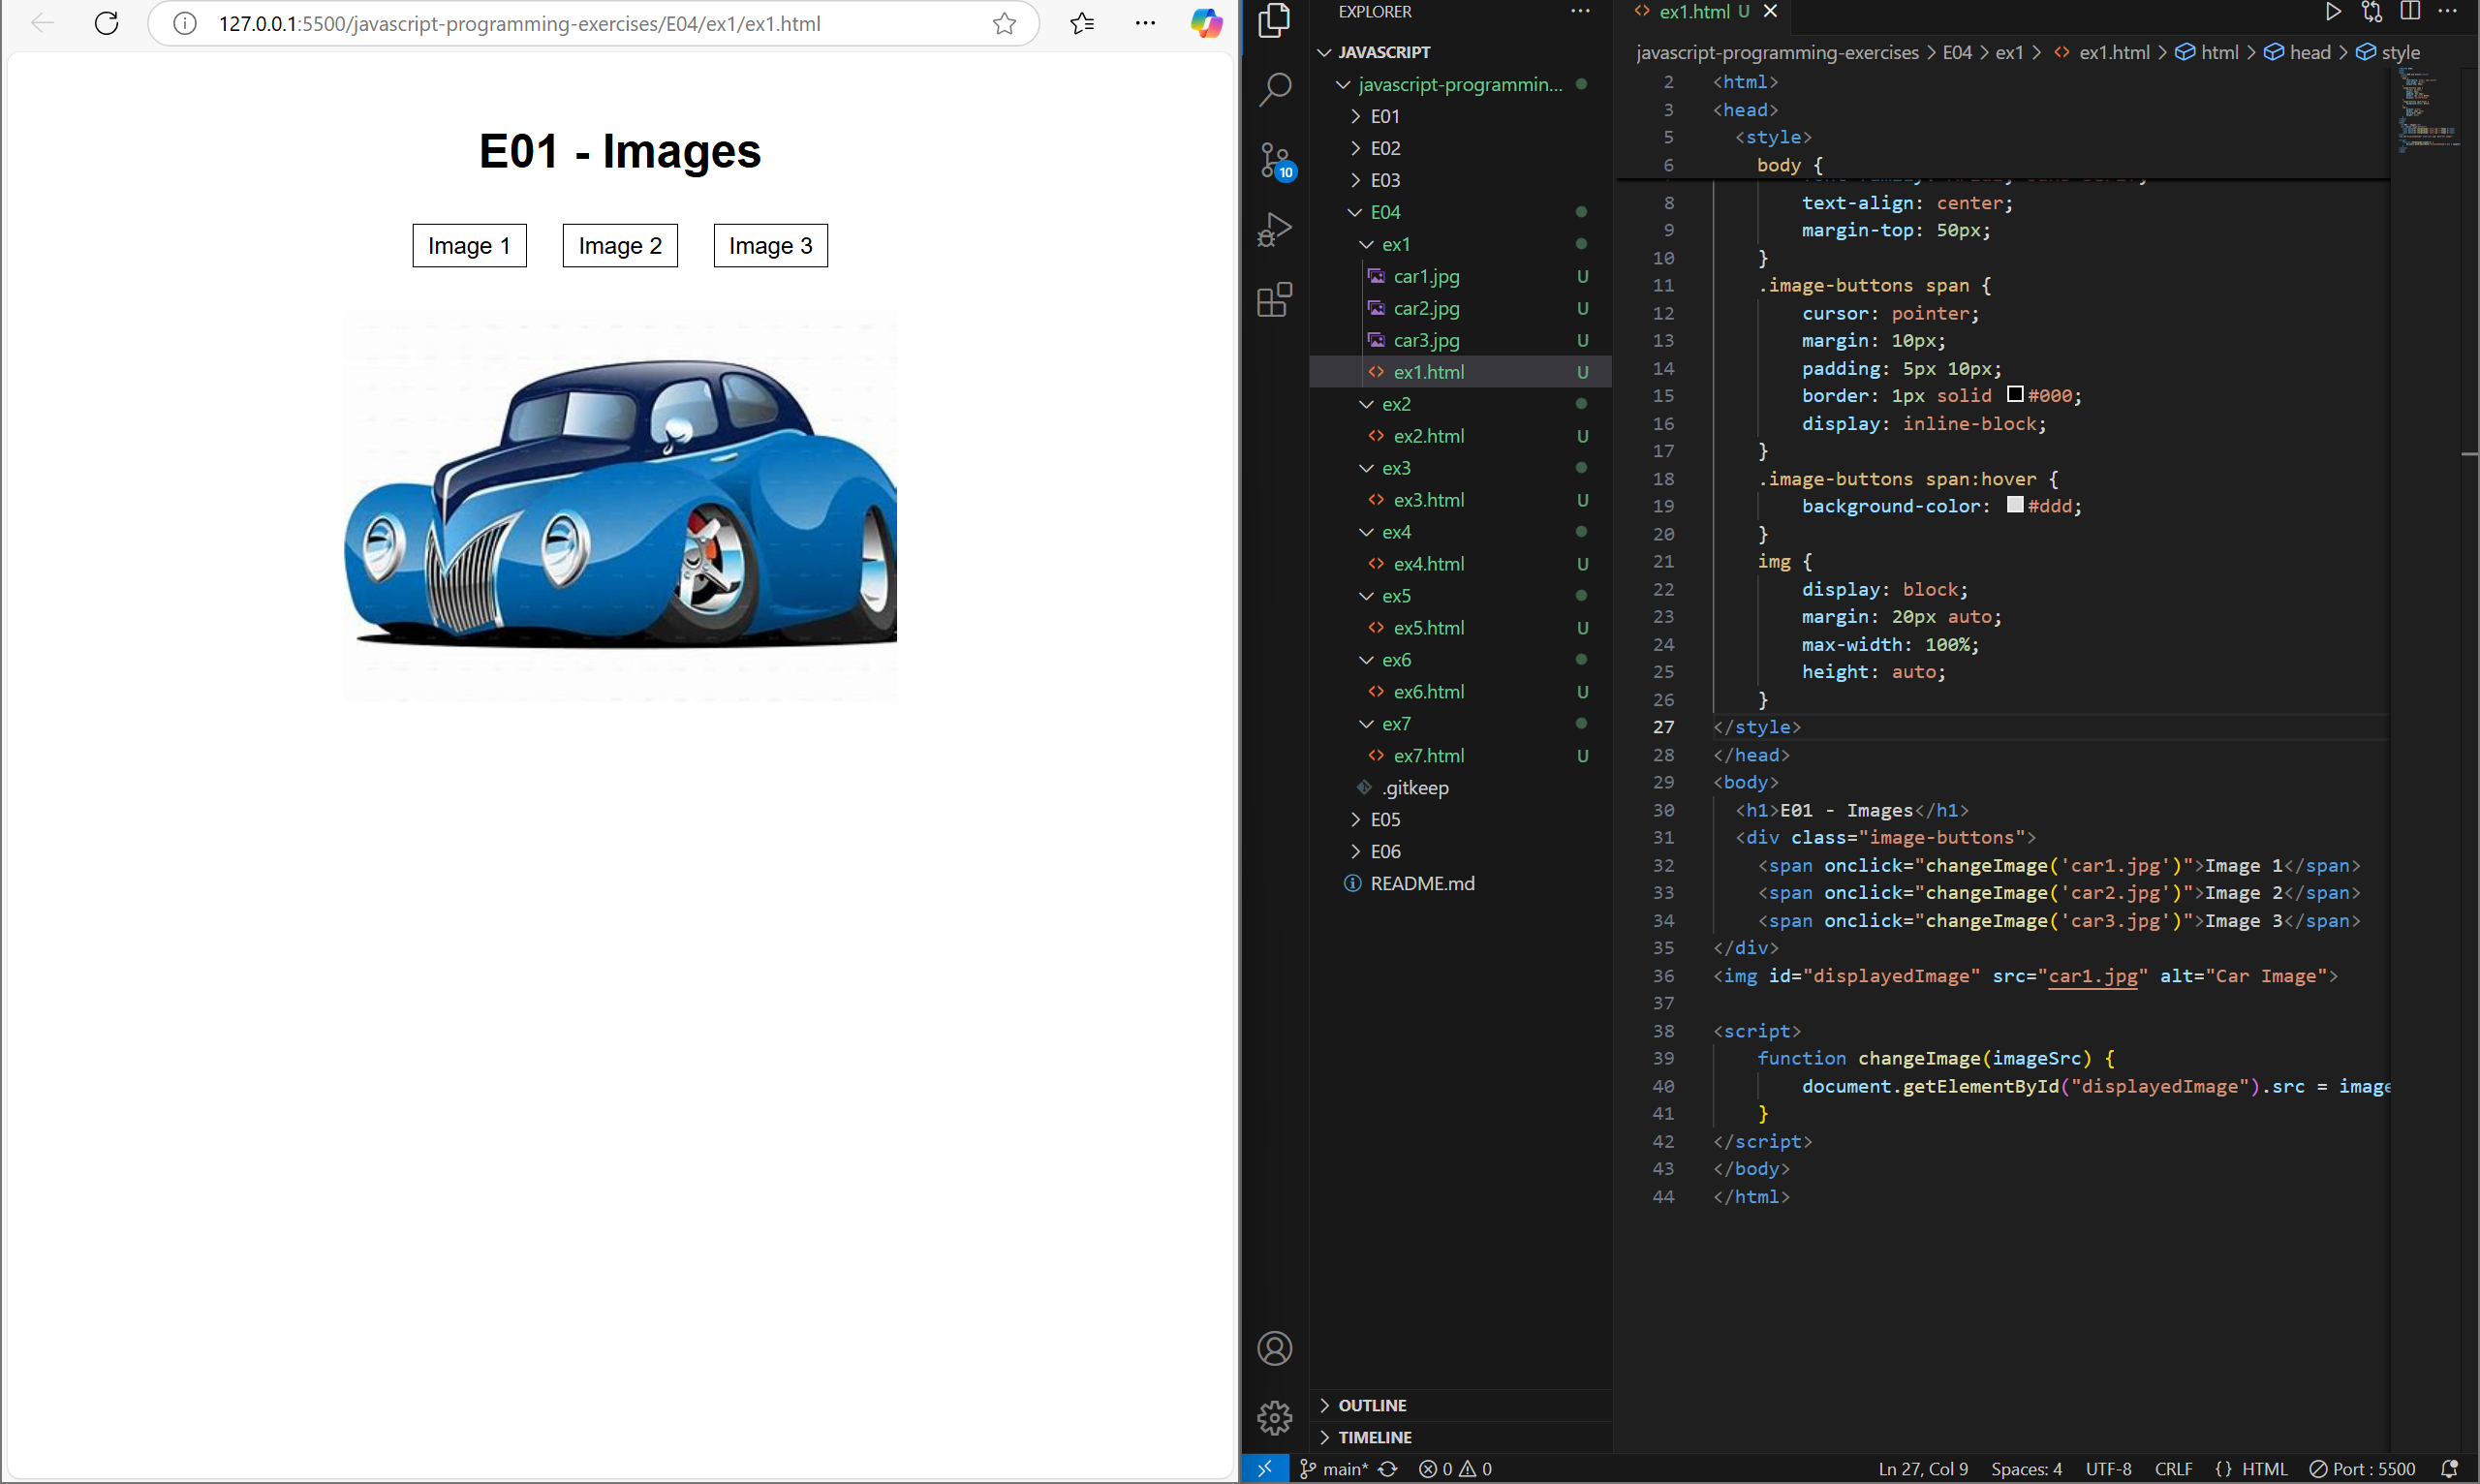 127.0.0.1:5500/javascript-programming-exercises/E04/ex1/ex1.html
E01 - Images
Image 1
Image 2
Image 3
EXPLORER
JAVASCRIPT
javascript-programmin...
E01
E02
E03
E04
ex1
car1.jpg U
car2.jpg U
car3.jpg U
ex1.html U
ex2
ex2.html U
ex3
ex3.html U
ex4
ex4.html U
ex5
ex5.html U
ex6
ex6.html U
ex7
ex7.html U
.gitkeep
E05
E06
README.md
OUTLINE
TIMELINE
10
ex1.html U
javascript-programming-exercises > E04 > ex1 > ex1.html > html > head > style
2 <html>
3 <head>
5 <style>
6 body {
8 text-align: center;
9 margin-top: 50px;
10 }
11 .image-buttons span {
12 cursor: pointer;
13 margin: 10px;
14 padding: 5px 10px;
15 border: 1px solid #000;
16 display: inline-block;
17 }
18 .image-buttons span:hover {
19 background-color: #ddd;
20 }
21 img {
22 display: block;
23 margin: 20px auto;
24 max-width: 100%;
25 height: auto;
26 }
27 </style>
28 </head>
29 <body>
30 <h1>E01 - Images</h1>
31 <div class="image-buttons">
32 <span onclick="changeImage('car1.jpg')">Image 1</span>
33 <span onclick="changeImage('car2.jpg')">Image 2</span>
34 <span onclick="changeImage('car3.jpg')">Image 3</span>
35 </div>
36 <img id="displayedImage" src="car1.jpg" alt="Car Image">
37
38 <script>
39 function changeImage(imageSrc) {
40 document.getElementById("displayedImage").src = image
41 }
42 </script>
43 </body>
44 </html>
main* 0 0
Ln 27, Col 9 Spaces: 4 UTF-8 CRLF {} HTML Port : 5500